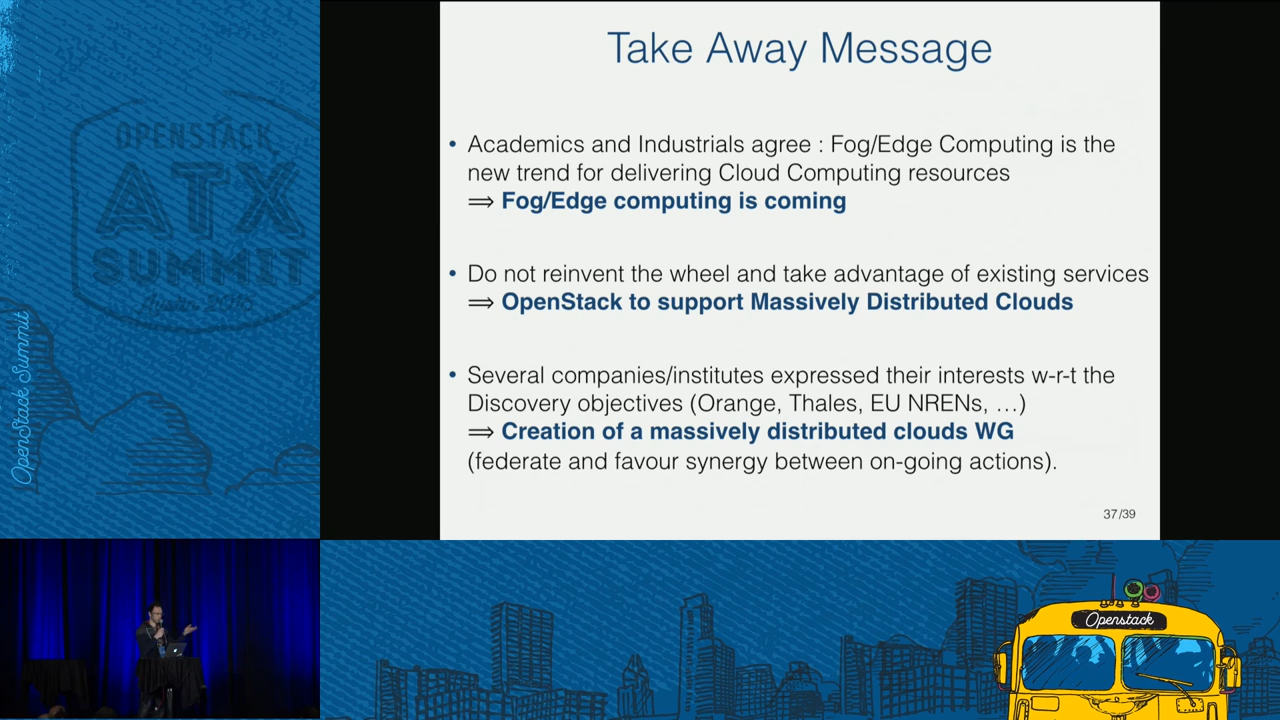 Take Away Message
• Academics and Industrials agree : Fog/Edge Computing is the
new trend for delivering Cloud Computing resources
⟹ Fog/Edge computing is coming
• Do not reinvent the wheel and take advantage of existing services
⟹ OpenStack to support Massively Distributed Clouds
• Several companies/institutes expressed their interests w-r-t the
Discovery objectives (Orange, Thales, EU NRENs, …)
⟹ Creation of a massively distributed clouds WG
(federate and favour synergy between on-going actions).
37/39
OPENSTACK
ATX
SUMMIT
OpenStack Summit
Openstack